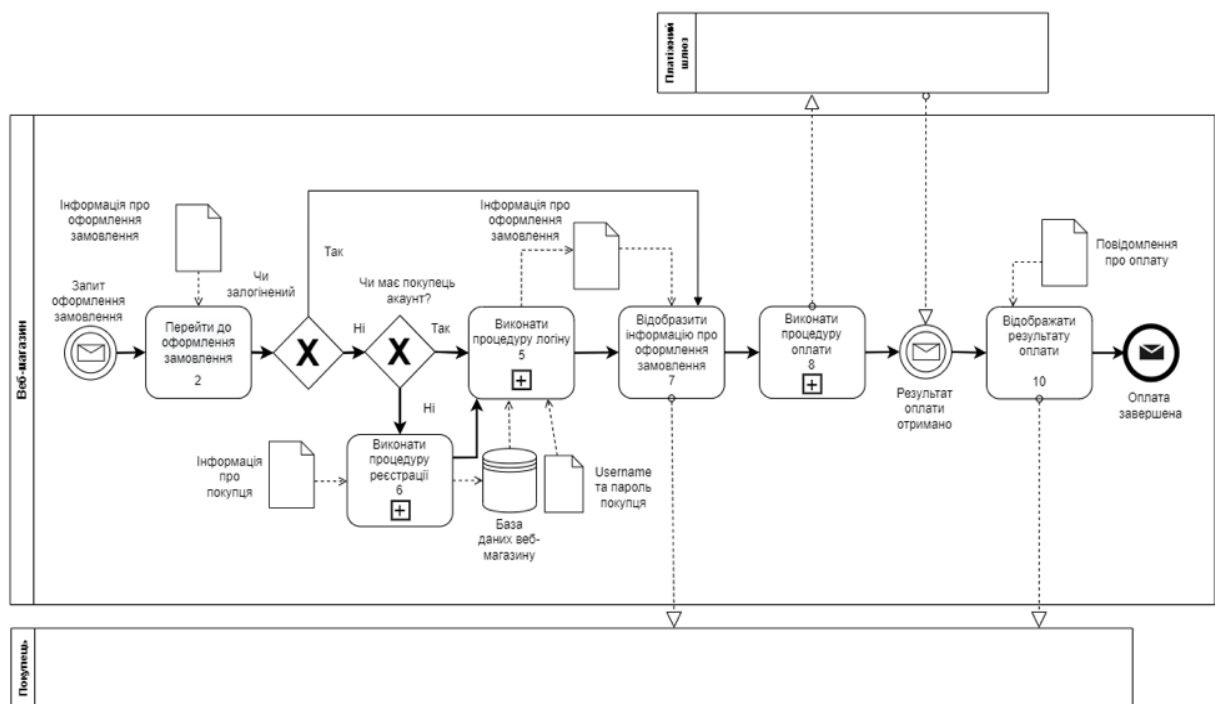 Платіжний
шлюз
Веб-магазин
Інформація про
оформлення
замовлення
Запит
оформлення
замовлення
Перейти до
оформлення
замовлення
2
Чи
залогінений
Так
X
Ні
Чи має покупець
акаунт?
X
Так
Ні
Інформація про
оформлення
замовлення
Виконати
процедуру логіну
5
Інформація
про
покупця
Виконати
процедуру
реєстрації
6
База
даних веб-
магазину
Username
та пароль
покупця
Відобразити
інформацію про
оформлення
замовлення
7
Виконати
процедуру
оплати
8
Результат
оплати
отримано
Повідомлення
про оплату
Відображати
результату
оплати
10
Оплата
завершена
Покупець